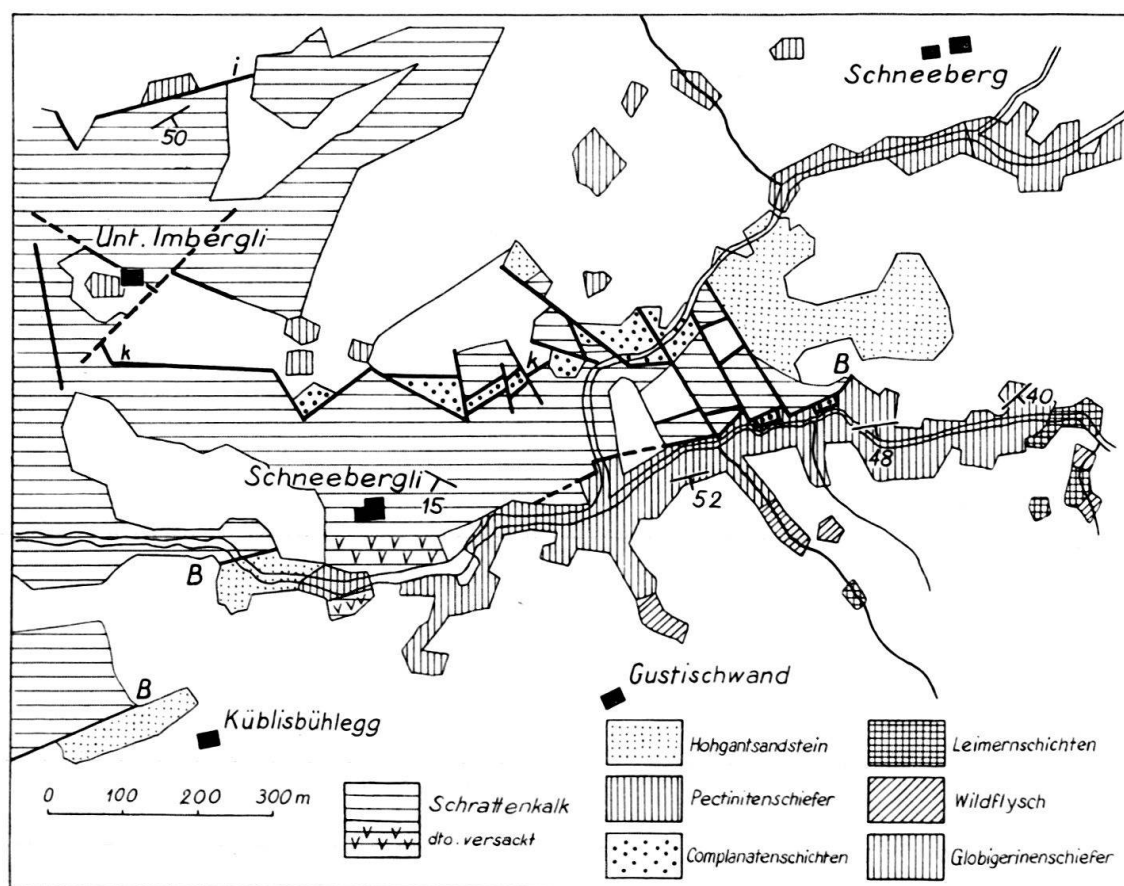 Schneeberg
i
50
Unt. Imbergli
k
k
B
40
48
Schneebergli
15
52
B
B
Gustischwand
Küblisbühlegg
0 100 200 300 m
Schrattenkalk
dto. versackt
Hohgantsandstein
Pectinitenschiefer
Complanatenschichten
Leimernschichten
Wildflysch
Globigerinenschiefer